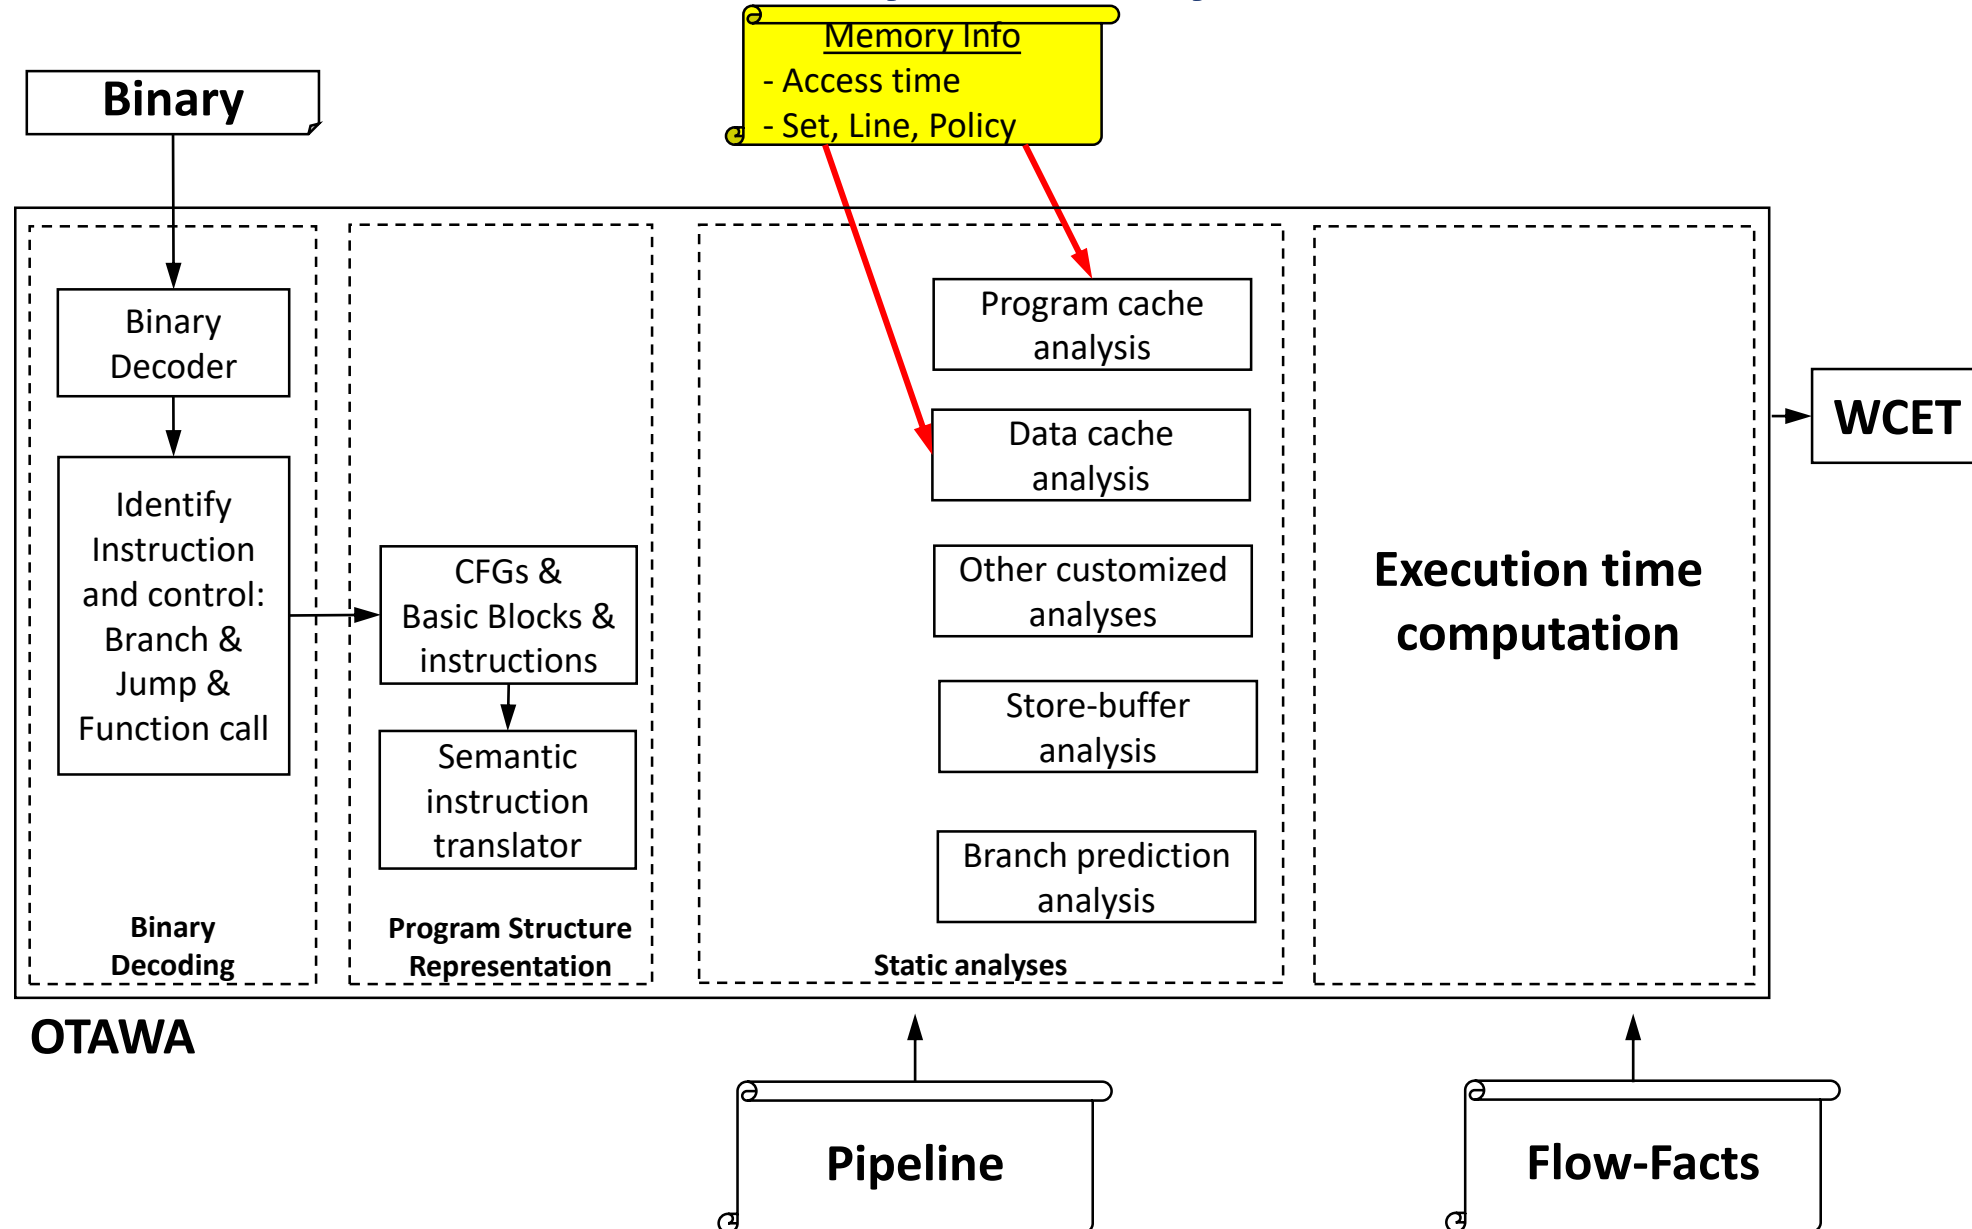 Memory Info
- Access time
- Set, Line, Policy
Binary
Binary
Decoder
Identify
Instruction
and control:
Branch &
Jump &
Function call
Binary
Decoding
CFGs &
Basic Blocks &
instructions
Semantic
instruction
translator
Program Structure
Representation
Program cache
analysis
Data cache
analysis
Other customized
analyses
Store-buffer
analysis
Branch prediction
analysis
Static analyses
Execution time
computation
WCET
OTAWA
Pipeline
Flow-Facts